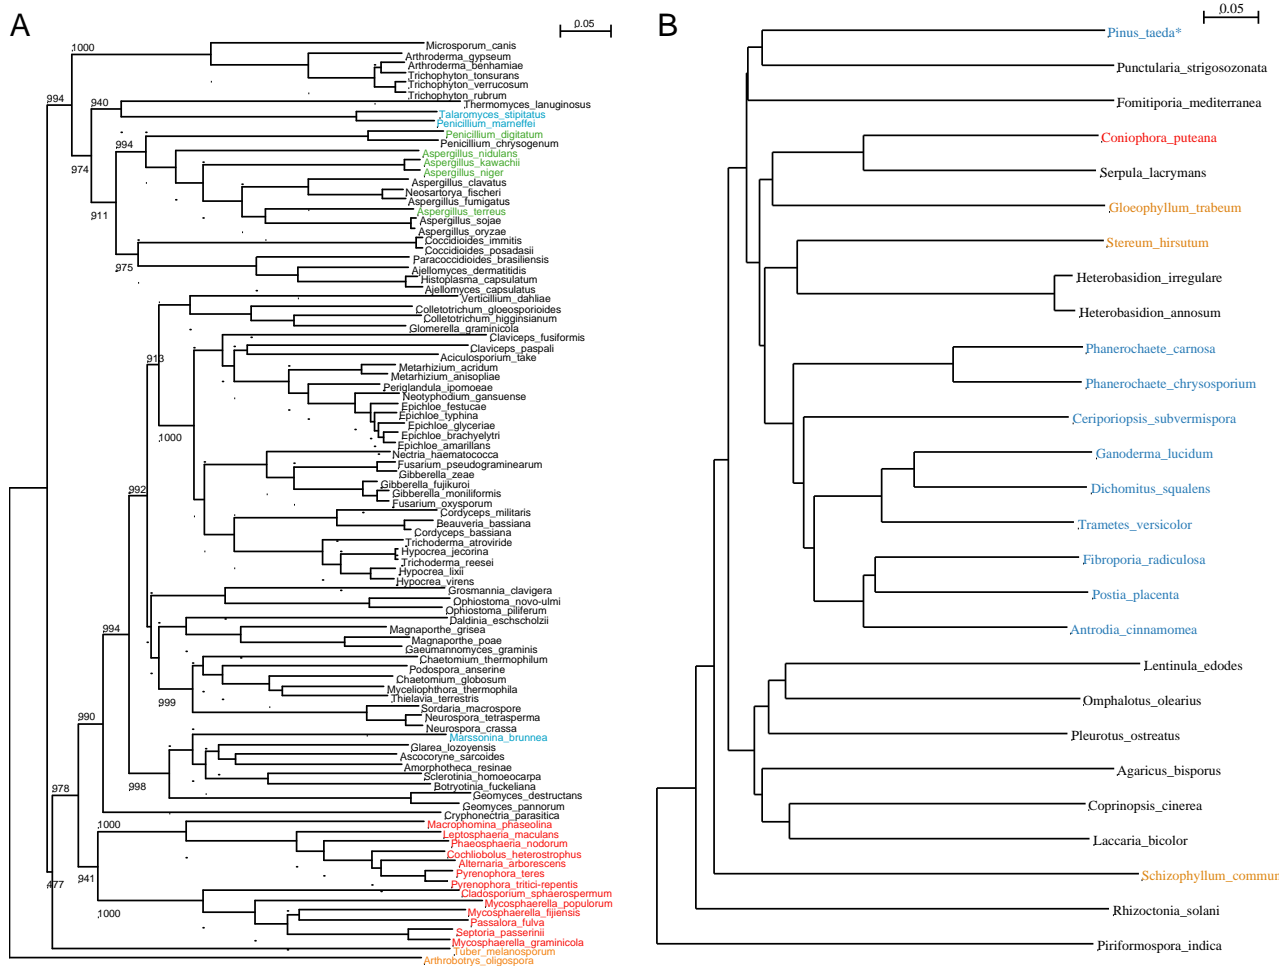 A
0.05
1000
Microsporum_canis
Arthroderma_gypseum
Arthroderma_benhamiae
Trichophyton_tonsurans
Trichophyton_verrucosum
Trichophyton_rubrum
994
940
Thermomyces_lanuginosus
Talaromyces_stipitatus
Penicillium_marneffei
Penicillium_digitatum
994
Penicillium_chrysogenum
Aspergillus_nidulans
Aspergillus_kawachii
974
Aspergillus_niger
Aspergillus_clavatus
Neosartorya_fischeri
Aspergillus_fumigatus
Aspergillus_terreus
911
Aspergillus_sojae
Aspergillus_oryzae
Coccidioides_immitis
Coccidioides_posadasii
Paracoccidioides_brasiliensis
975
Ajellomyces_dermatitidis
Histoplasma_capsulatum
Ajellomyces_capsulatus
Verticillium_dahliae
Colletotrichum_gloeosporioides
Colletotrichum_higginsianum
Glomerella_graminicola
Claviceps_fusiformis
Claviceps_paspali
913
Aciculosporium_take
Metarhizium_acridum
Metarhizium_anisopliae
Periglandula_ipomoeae
Neotyphodium_gansuense
Epichloe_festucae
Epichloe_typhina
Epichloe_glyceriae
1000
Epichloe_brachyelytri
Epichloe_amarillans
Nectria_haematococca
Fusarium_pseudograminearum
Gibberella_zeae
Gibberella_fujikuroi
992
Gibberella_moniliformis
Fusarium_oxysporum
Cordyceps_militaris
Beauveria_bassiana
Cordyceps_bassiana
Trichoderma_atroviride
Hypocrea_jecorina
Trichoderma_reesei
Hypocrea_lixii
Hypocrea_virens
Grosmannia_clavigera
Ophiostoma_novo-ulmi
Ophiostoma_piliferum
Daldinia_eschscholzii
994
Magnaporthe_grisea
Magnaporthe_poae
Gaeumannomyces_graminis
Chaetomium_thermophilum
Podospora_anserine
Chaetomium_globosum
Myceliophthora_thermophila
Thielavia_terrestris
999
Sordaria_macrospore
Neurospora_tetrasperma
990
Neurospora_crassa
Marssonina_brunnea
Glarea_lozoyensis
Ascocoryne_sarcoides
Amorphotheca_resinae
Sclerotinia_homoeocarpa
998
Botryotinia_fuckeliana
978
Geomyces_destructans
Geomyces_pannorum
Cryphonectria_parasitica
1000
Macrophomina_phaseolina
Leptosphaeria_maculans
Phaeosphaeria_nodorum
Cochliobolus_heterostrophus
Alternaria_arborescens
Pyrenophora_teres
477
941
Pyrenophora_tritici-repentis
Cladosporium_sphaerospermum
Mycosphaerella_populorum
1000
Mycosphaerella_fijiensis
Passalora_fulva
Septoria_passerinii
Mycosphaerella_graminicola
Tuber_melanosporum
Arthrobotrys_oligospora
B
0.05
Pinus_taeda*
Punctularia_strigosozonata
Fomitiporia_mediterranea
Coniophora_puteana
Serpula_lacrymans
Gloeophyllum_trabeum
Stereum_hirsutum
Heterobasidion_irregulare
Heterobasidion_annosum
Phanerochaete_carnosa
Phanerochaete_chrysosporium
Ceriporiopsis_subvermispora
Ganoderma_lucidum
Dichomitus_squalens
Trametes_versicolor
Fibroporia_radiculosa
Postia_placenta
Antrodia_cinnamomea
Lentinula_edodes
Omphalotus_olearius
Pleurotus_ostreatus
Agaricus_bisporus
Coprinopsis_cinerea
Laccaria_bicolor
Schizophyllum_commun
Rhizoctonia_solani
Piriformospora_indica